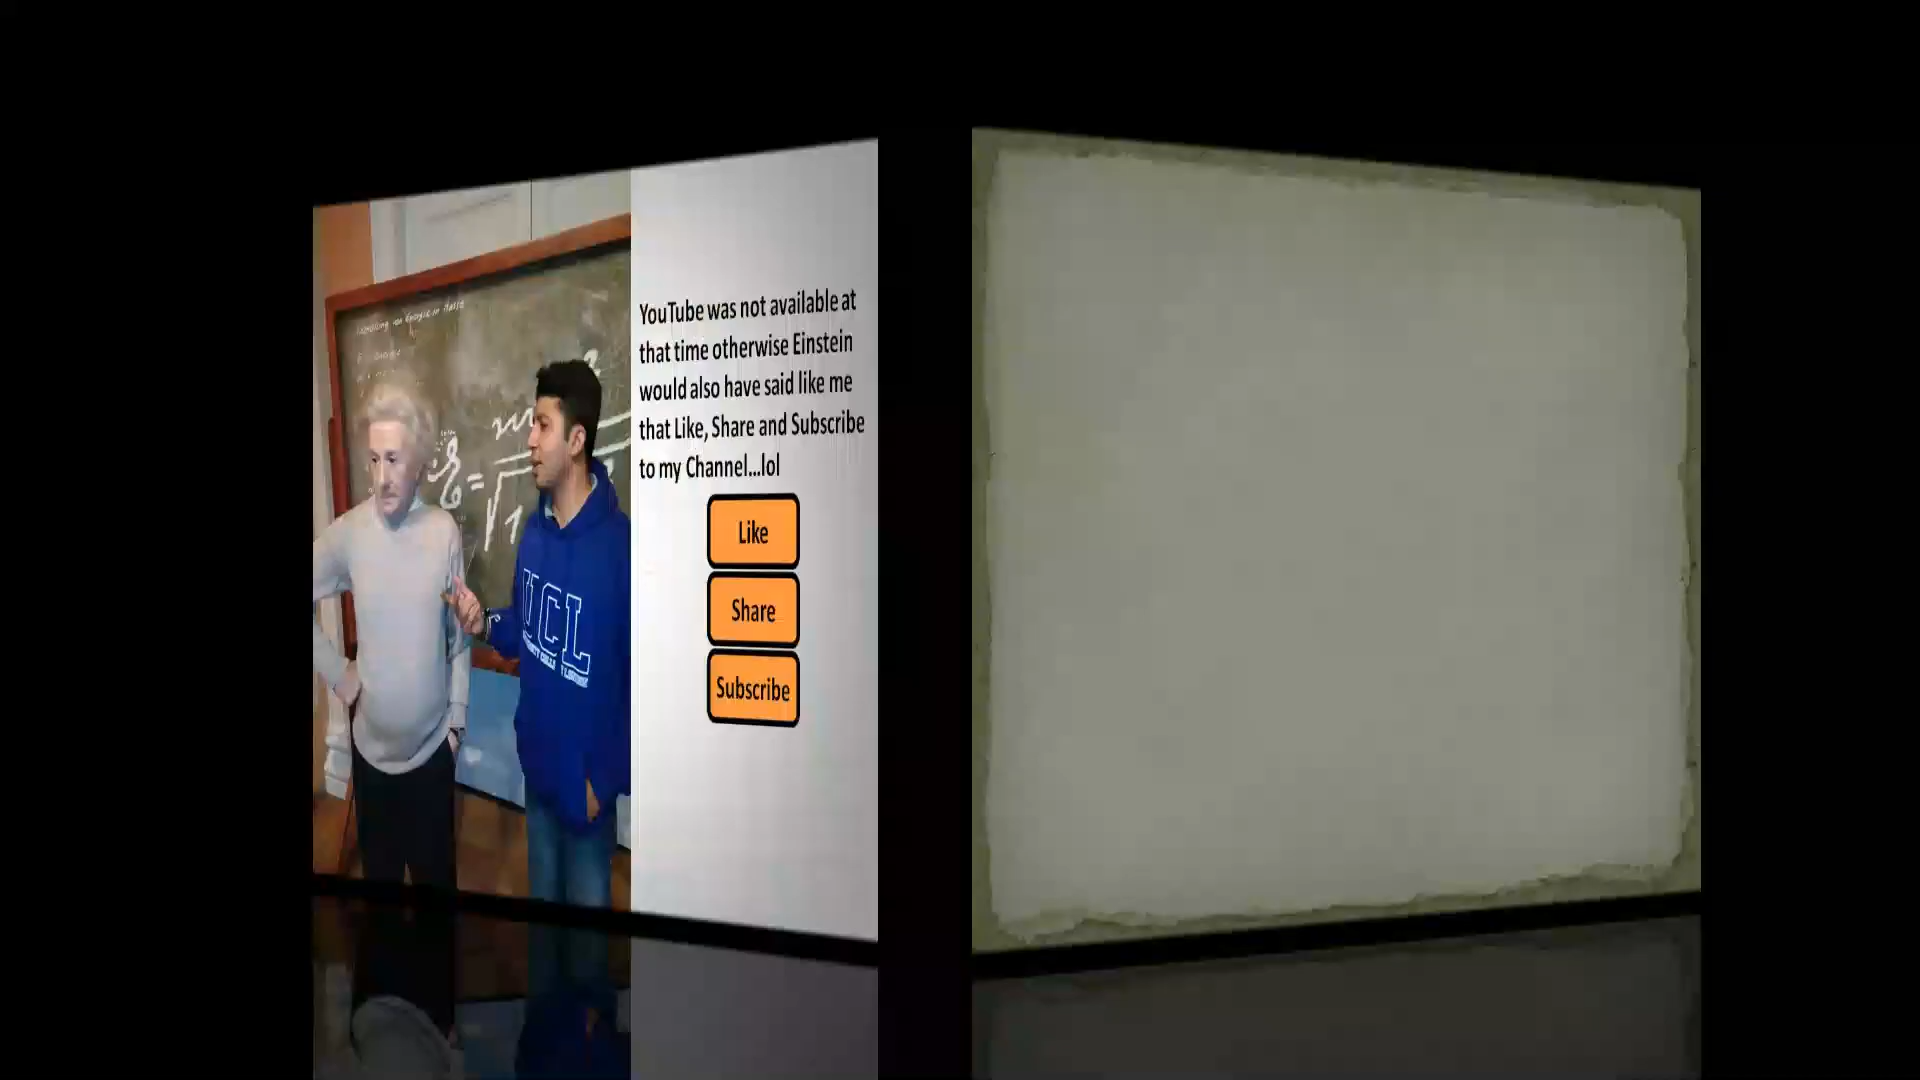 YouTube was not available at
that time otherwise Einstein
would also have said like me
that Like, Share and Subscribe
to my Channel...lol
Like
Share
Subscribe
UCL